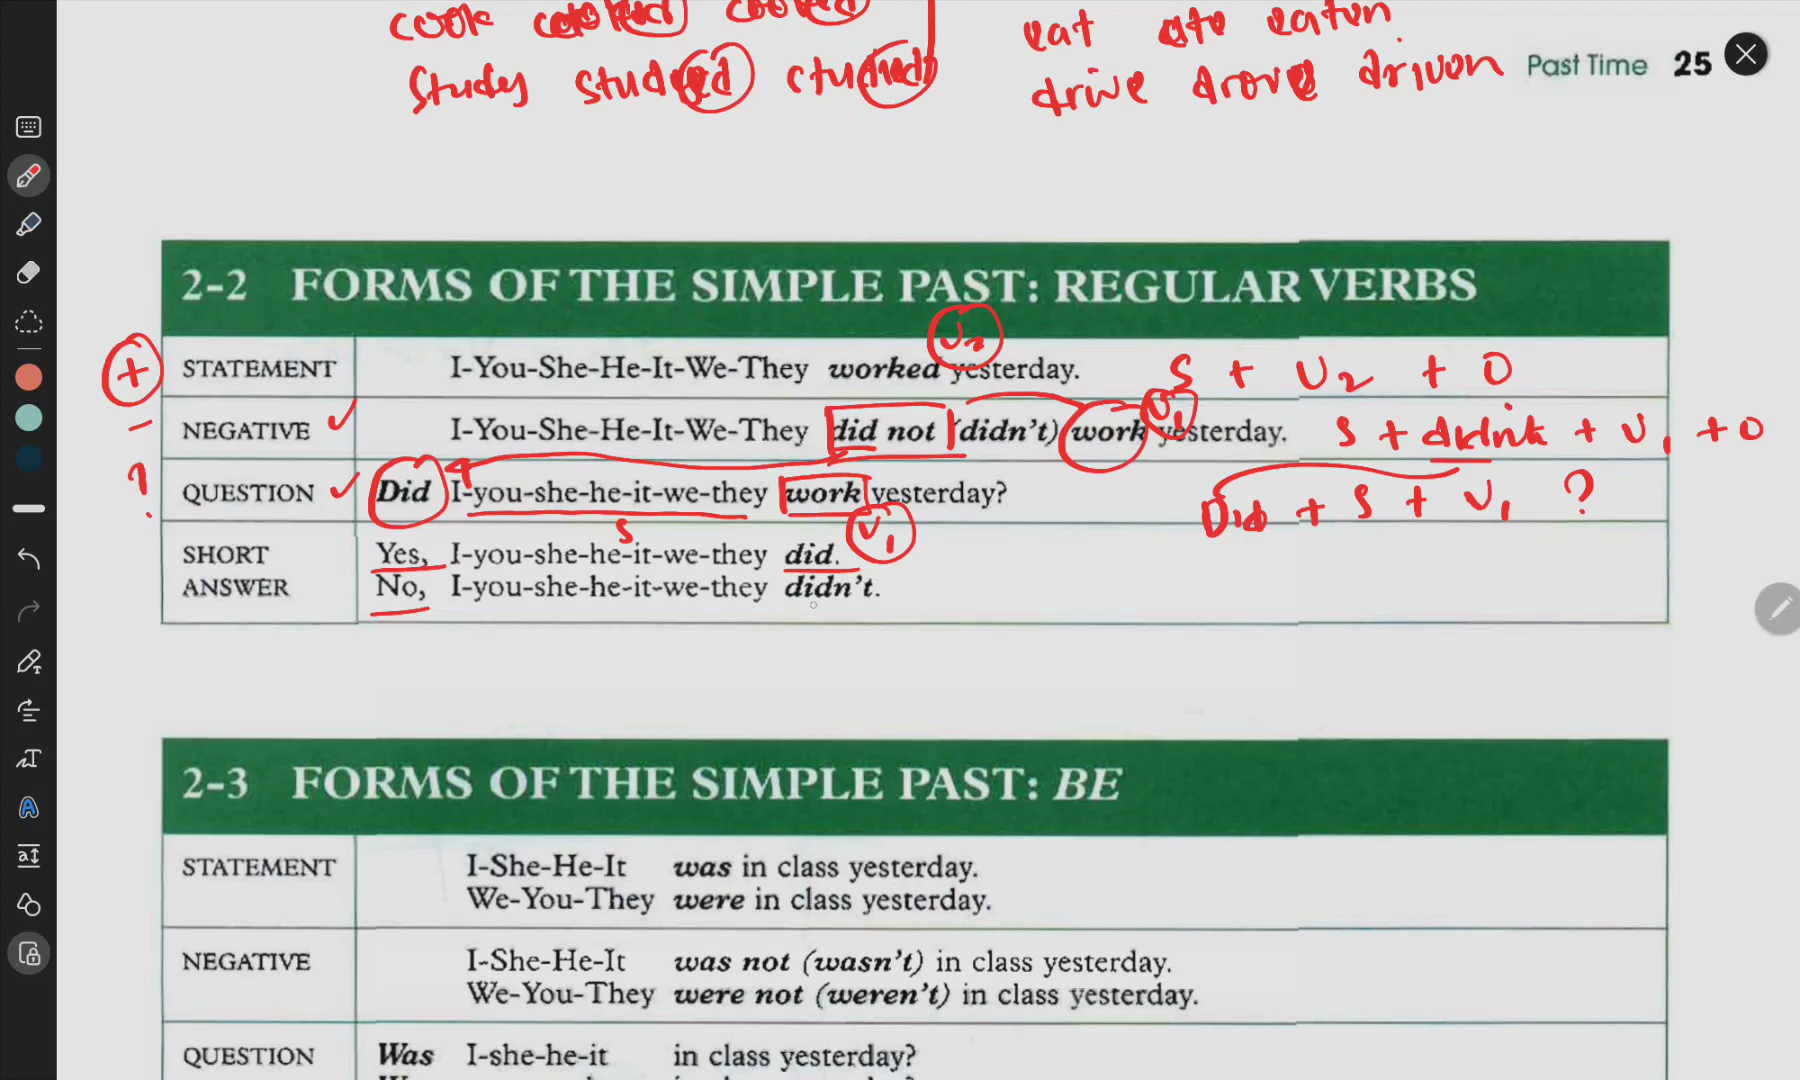 cook cooked cooked eat ate eaten
study studied studied drive drove driven Past Time 25
2-2 FORMS OF THE SIMPLE PAST: REGULAR VERBS
V2
+ STATEMENT I-You-She-He-It-We-They worked yesterday. S + V2 + O
V1
- NEGATIVE I-You-She-He-It-We-They did not (didn't) work yesterday. S + + V1 + O
? QUESTION Did I-you-she-he-it-we-they work yesterday? Did + S + V1 ?
S V1
SHORT Yes, I-you-she-he-it-we-they did.
ANSWER No, I-you-she-he-it-we-they didn't.
2-3 FORMS OF THE SIMPLE PAST: BE
STATEMENT I-She-He-It was in class yesterday.
We-You-They were in class yesterday.
NEGATIVE I-She-He-It was not (wasn't) in class yesterday.
We-You-They were not (weren't) in class yesterday.
QUESTION Was I-she-he-it in class yesterday?